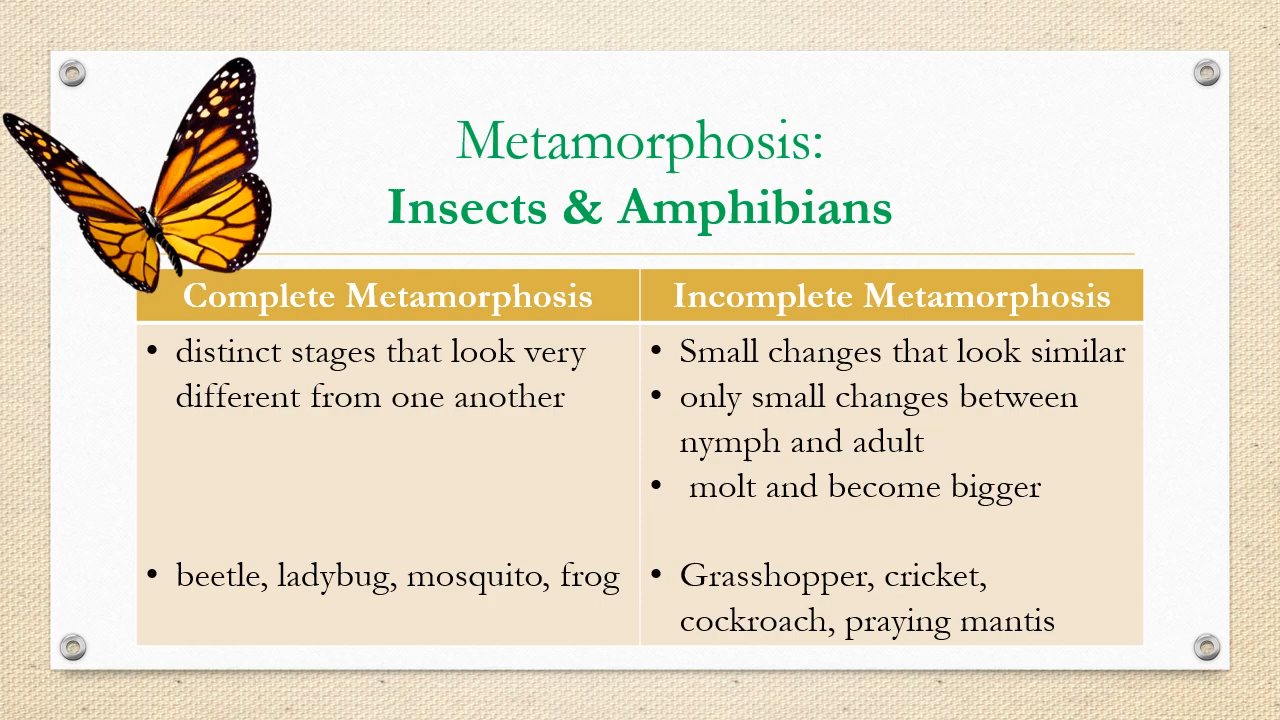 Metamorphosis:
Insects & Amphibians
Complete Metamorphosis
• distinct stages that look very
different from one another
• beetle, ladybug, mosquito, frog
Incomplete Metamorphosis
• Small changes that look similar
• only small changes between
nymph and adult
• molt and become bigger
• Grasshopper, cricket,
cockroach, praying mantis